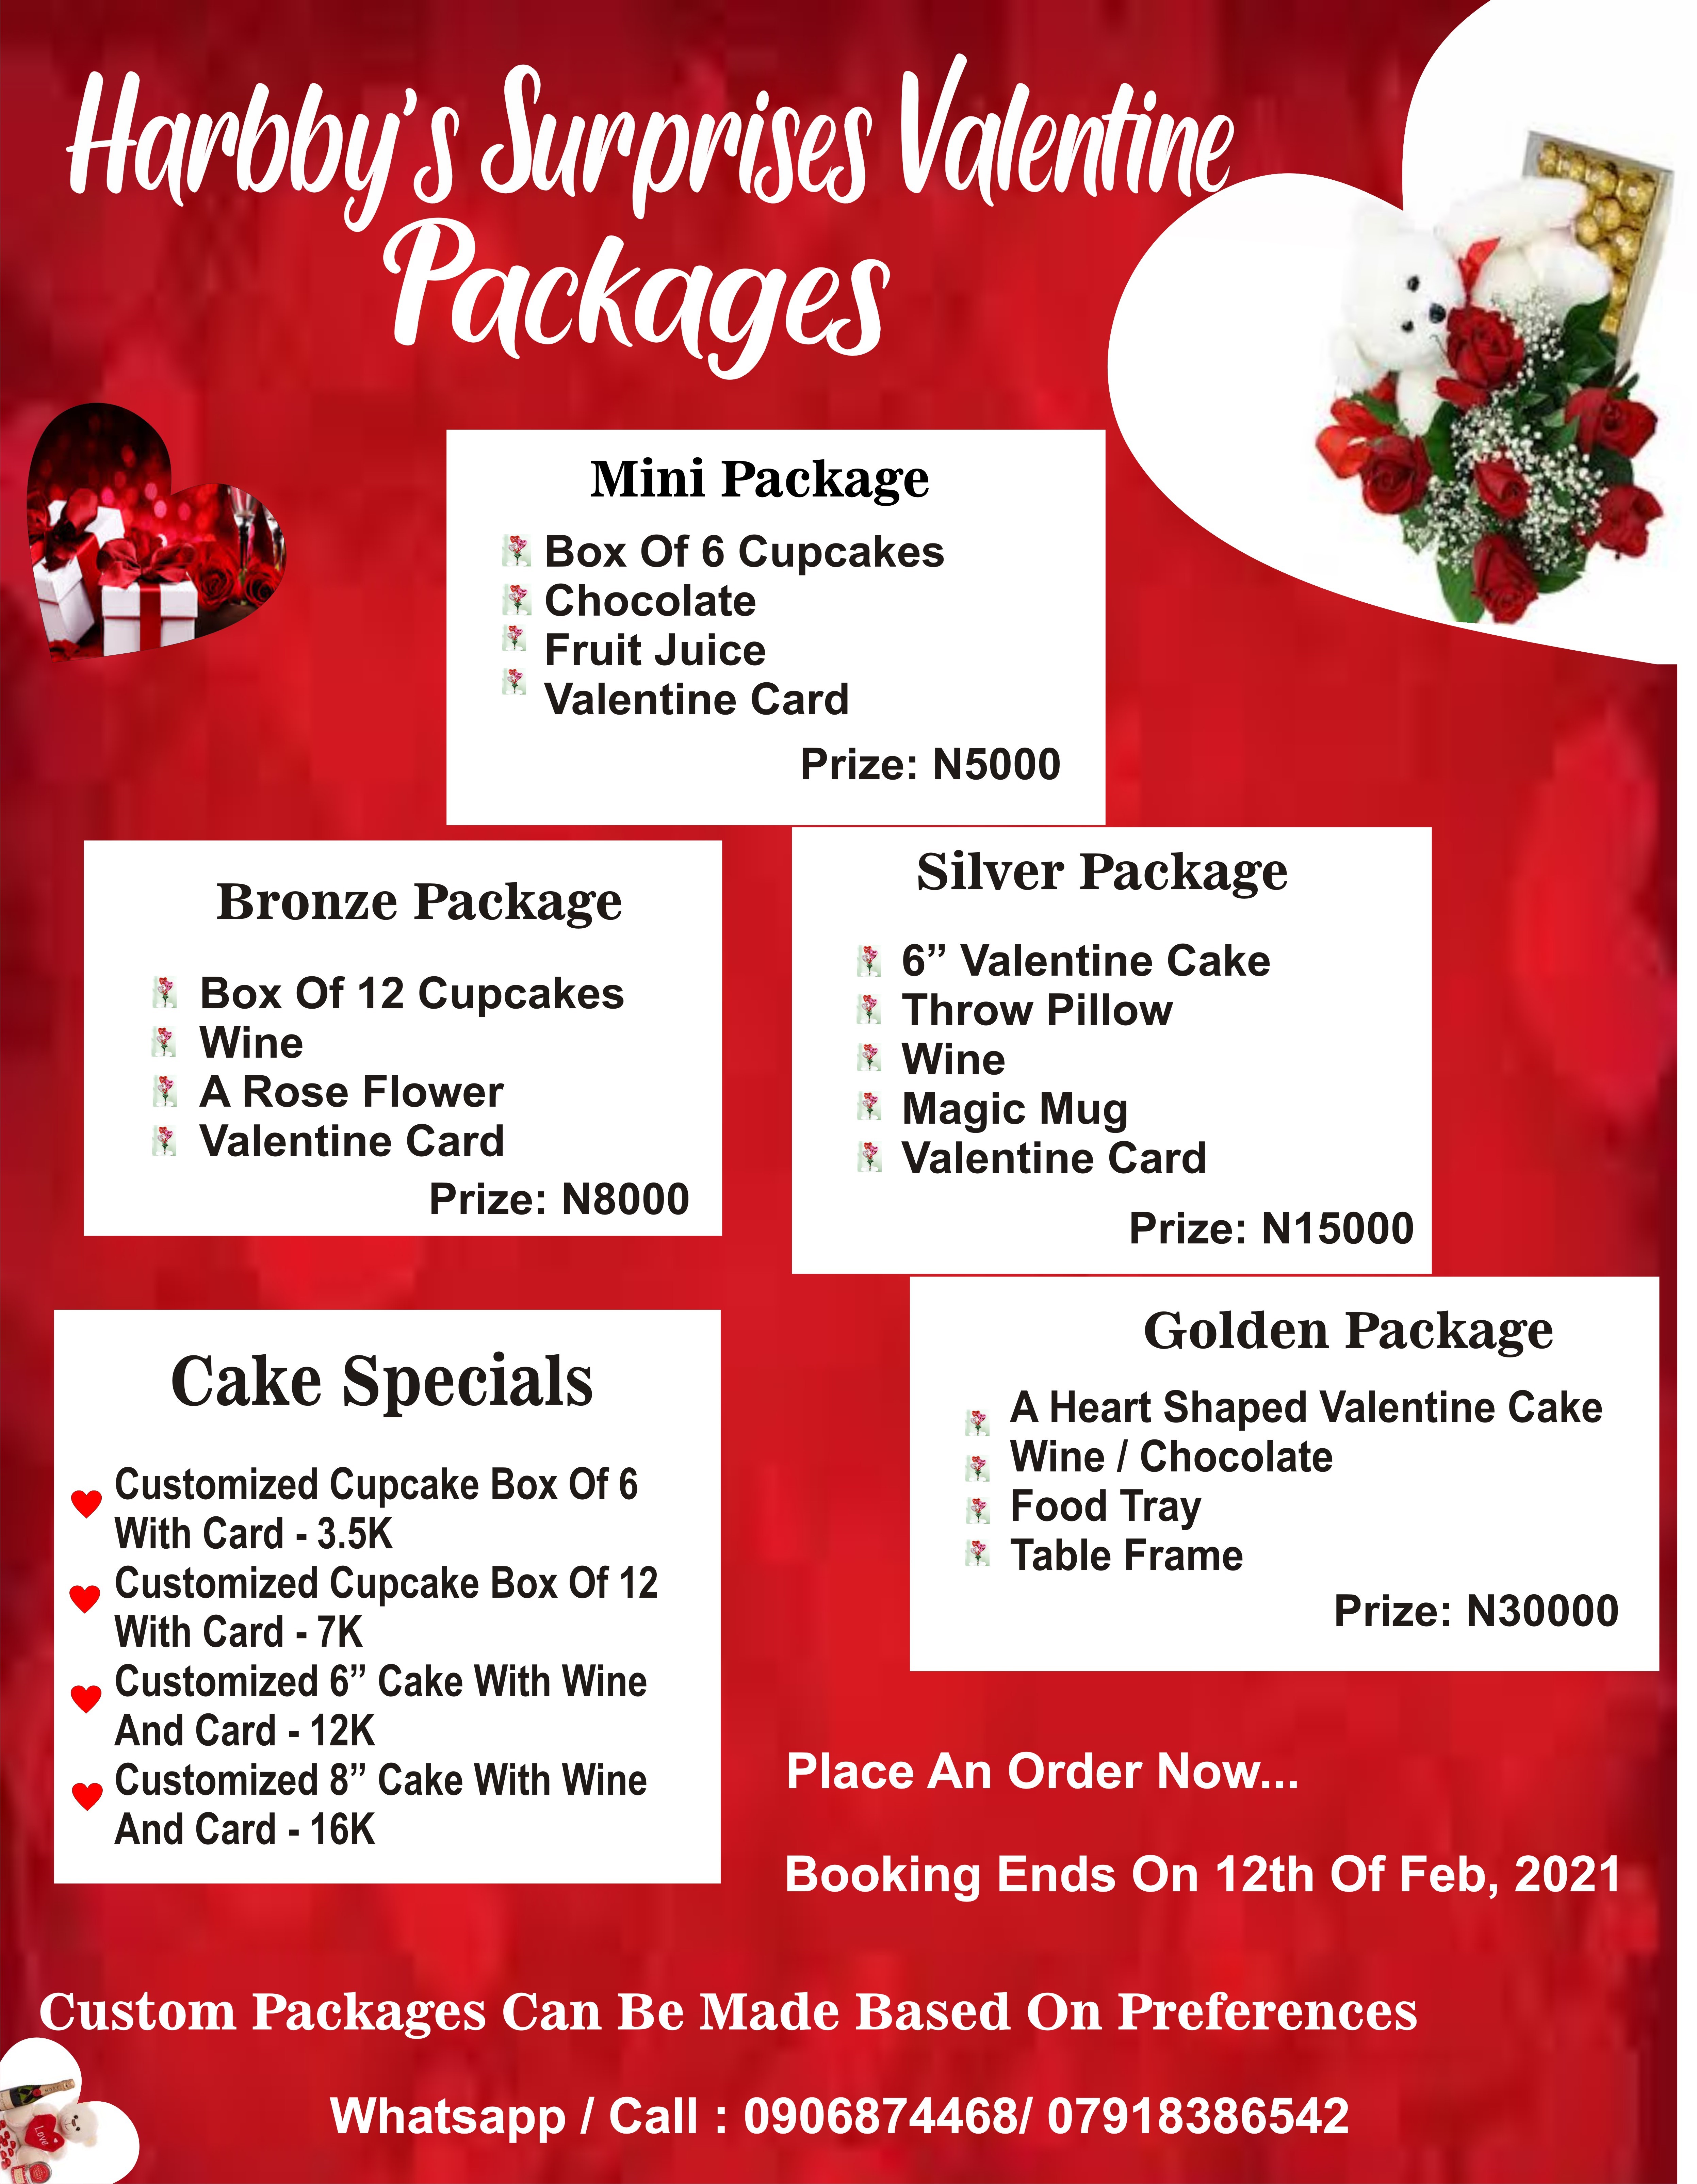 Harbby's Surprises Valentine
Packages
Mini Package
Box Of 6 Cupcakes
Chocolate
Fruit Juice
Valentine Card
Prize: N5000
Bronze Package
Box Of 12 Cupcakes
Wine
A Rose Flower
Valentine Card
Prize: N8000
Silver Package
6” Valentine Cake
Throw Pillow
Wine
Magic Mug
Valentine Card
Prize: N15000
Cake Specials
Customized Cupcake Box Of 6
With Card - 3.5K
Customized Cupcake Box Of 12
With Card - 7K
Customized 6” Cake With Wine
And Card - 12K
Customized 8” Cake With Wine
And Card - 16K
Golden Package
A Heart Shaped Valentine Cake
Wine / Chocolate
Food Tray
Table Frame
Prize: N30000
Place An Order Now...
Booking Ends On 12th Of Feb, 2021
Custom Packages Can Be Made Based On Preferences
Whatsapp / Call : 0906874468/ 07918386542
Love